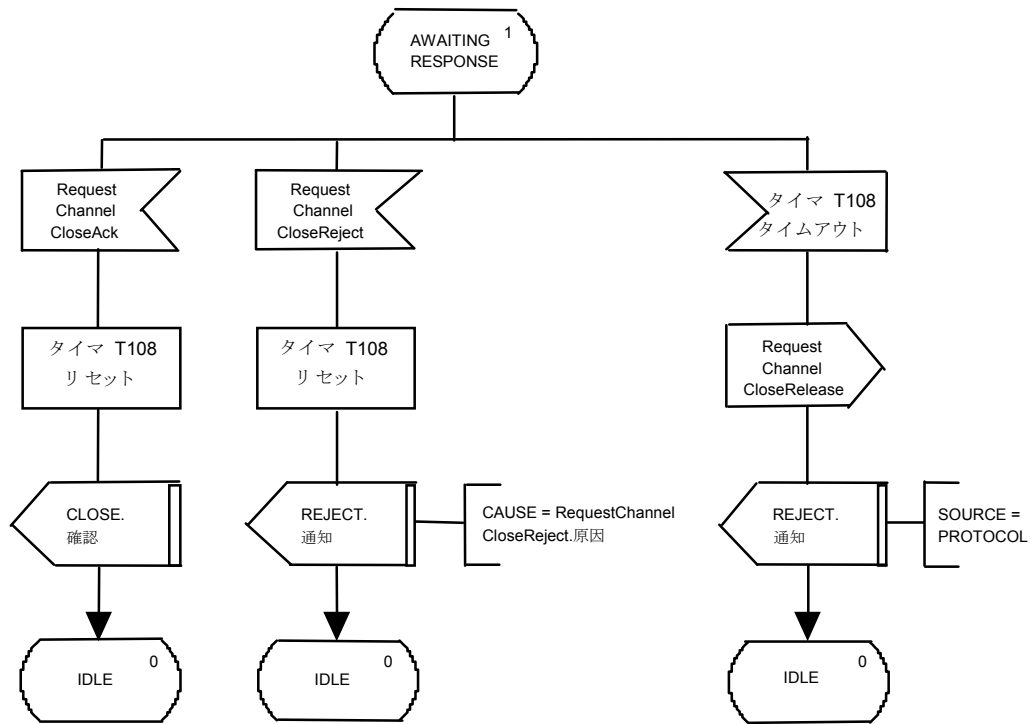 AWAITING 1
RESPONSE
Request
Channel
CloseAck
Request
Channel
CloseReject
タイマ T108
タイムアウト
タイマ T108
リセット
タイマ T108
リセット
Request
Channel
CloseRelease
CLOSE.
確認
REJECT.
通知
CAUSE = RequestChannel
CloseReject.原因
REJECT.
通知
SOURCE =
PROTOCOL
0
IDLE
0
IDLE
0
IDLE